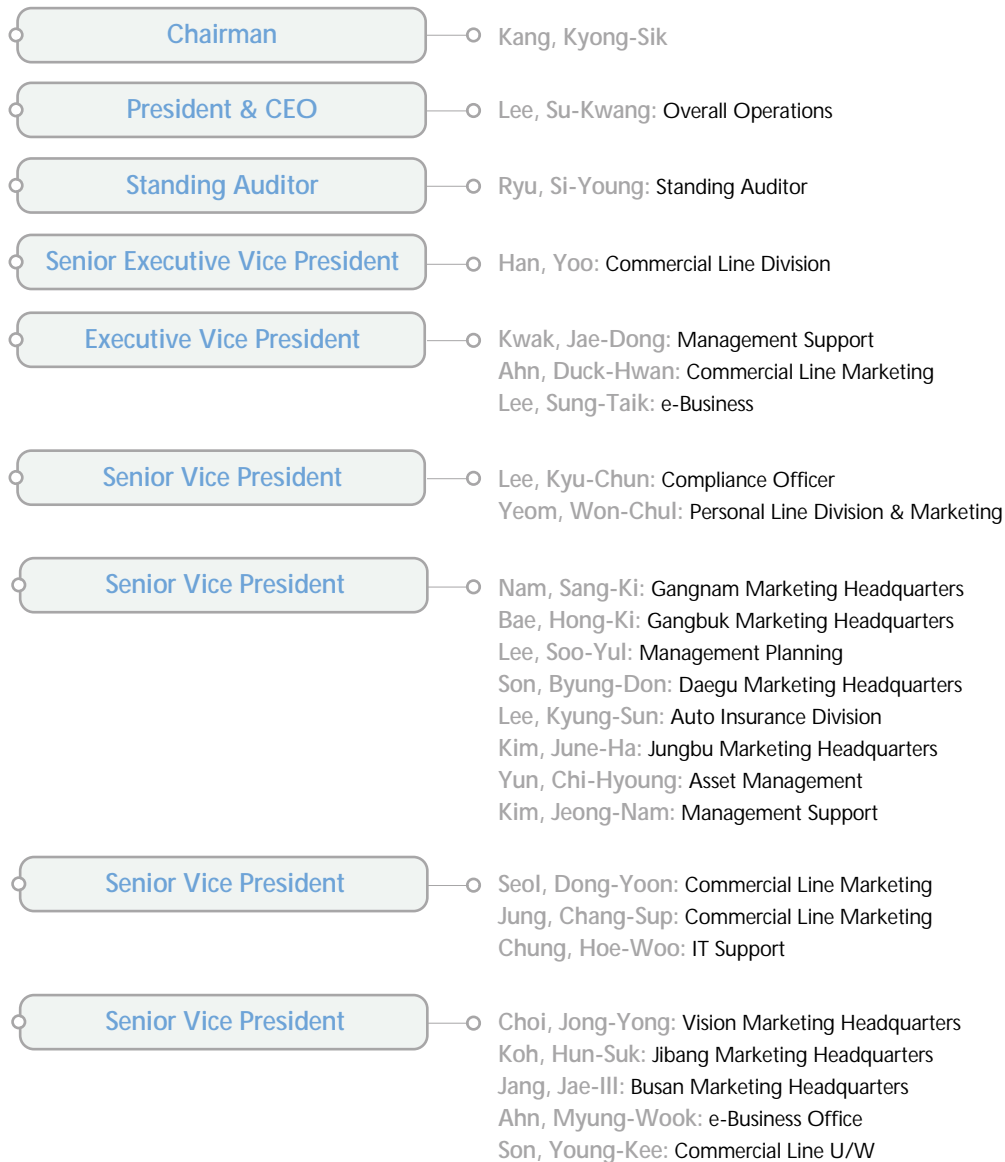 Chairman
Kang, Kyong-Sik
President & CEO
Lee, Su-Kwang: Overall Operations
Standing Auditor
Ryu, Si-Young: Standing Auditor
Senior Executive Vice President
Han, Yoo: Commercial Line Division
Executive Vice President
Kwak, Jae-Dong: Management Support
Ahn, Duck-Hwan: Commercial Line Marketing
Lee, Sung-Taik: e-Business
Senior Vice President
Lee, Kyu-Chun: Compliance Officer
Yeom, Won-Chul: Personal Line Division & Marketing
Senior Vice President
Nam, Sang-Ki: Gangnam Marketing Headquarters
Bae, Hong-Ki: Gangbuk Marketing Headquarters
Lee, Soo-Yul: Management Planning
Son, Byung-Don: Daegu Marketing Headquarters
Lee, Kyung-Sun: Auto Insurance Division
Kim, June-Ha: Jungbu Marketing Headquarters
Yun, Chi-Hyoung: Asset Management
Kim, Jeong-Nam: Management Support
Senior Vice President
Seol, Dong-Yoon: Commercial Line Marketing
Jung, Chang-Sup: Commercial Line Marketing
Chung, Hoe-Woo: IT Support
Senior Vice President
Choi, Jong-Yong: Vision Marketing Headquarters
Koh, Hun-Suk: Jibang Marketing Headquarters
Jang, Jae-Ill: Busan Marketing Headquarters
Ahn, Myung-Wook: e-Business Office
Son, Young-Kee: Commercial Line U/W